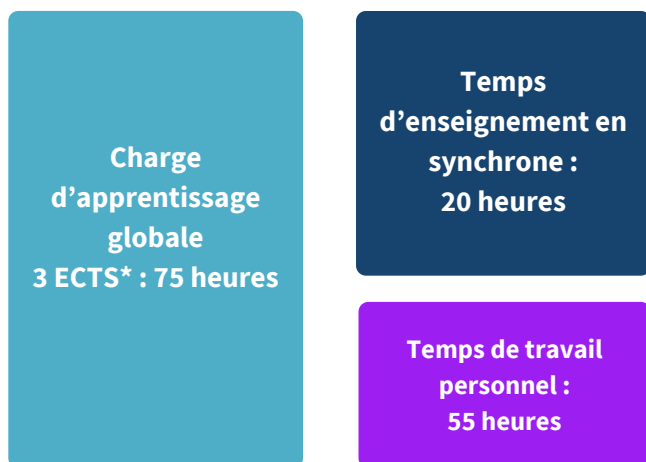 Charge
d’apprentissage
globale
3 ECTS* : 75 heures
Temps
d’enseignement en
synchrone :
20 heures
Temps de travail
personnel :
55 heures